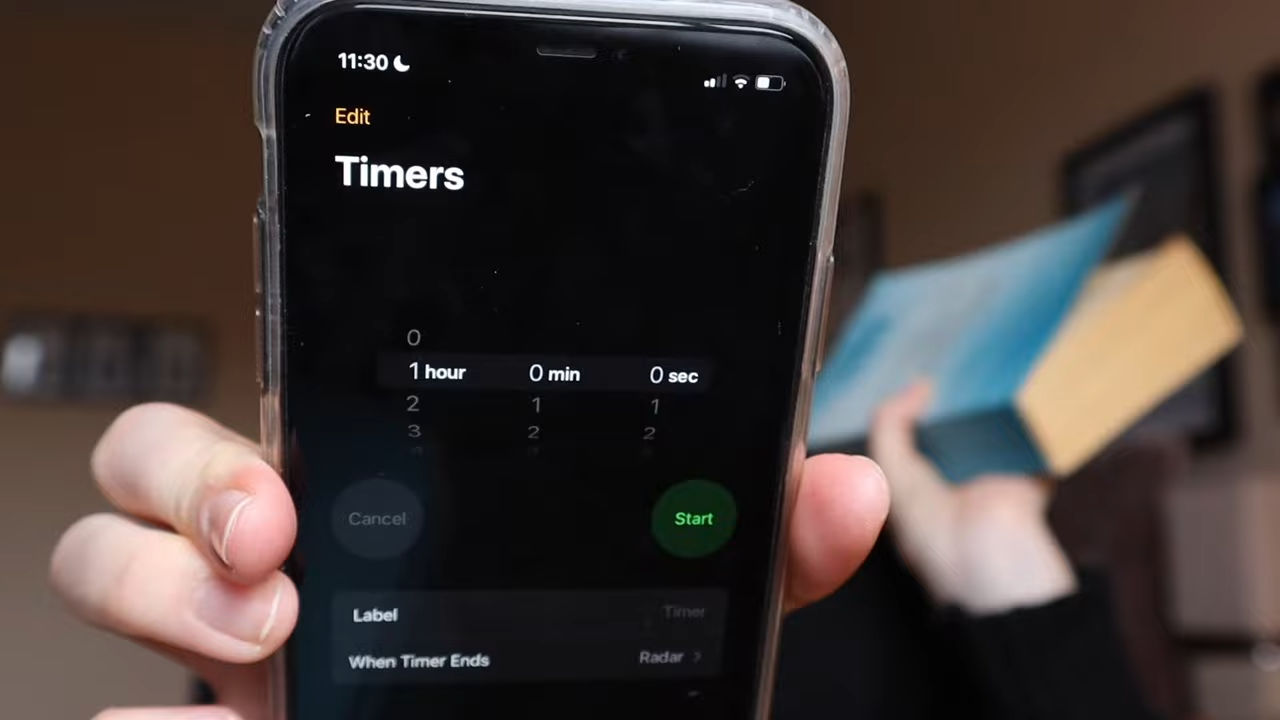 11:30
Edit
Timers
0
1 hour 0 min 0 sec
2 1 1
3 2 2
Cancel Start
Label Timer
When Timer Ends Radar >